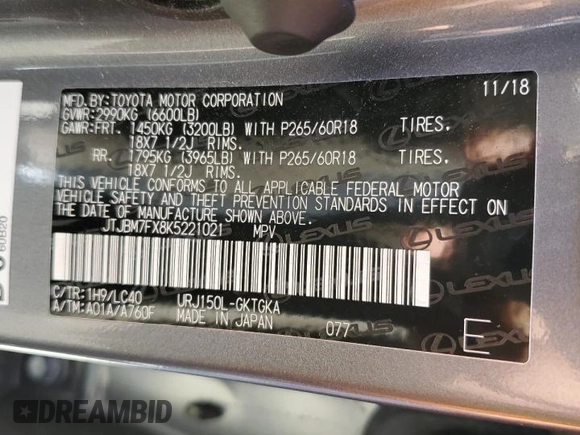 MFD.BY:TOYOTA MOTOR CORPORATION 11/18
GVWR:2990KG (6600LB)
GAWR:FRT. 1450KG (3200LB) WITH P265/60R18 TIRES.
18X7 1/2J RIMS.
RR. 1795KG (3965LB) WITH P265/60R18 TIRES.
18X7 1/2J RIMS.
THIS VEHICLE CONFORMS TO ALL APPLICABLE FEDERAL MOTOR
VEHICLE SAFETY AND THEFT PREVENTION STANDARDS IN EFFECT ON
THE DATE OF MANUFACTURE SHOWN ABOVE.
JTJBM7FX8K5221021 MPV
C/TR:1H9/LC40 URJ150L-GKTGKA
A/TM:A01A/A760F MADE IN JAPAN 077 E
LEXUS
60B20
DREAMBID